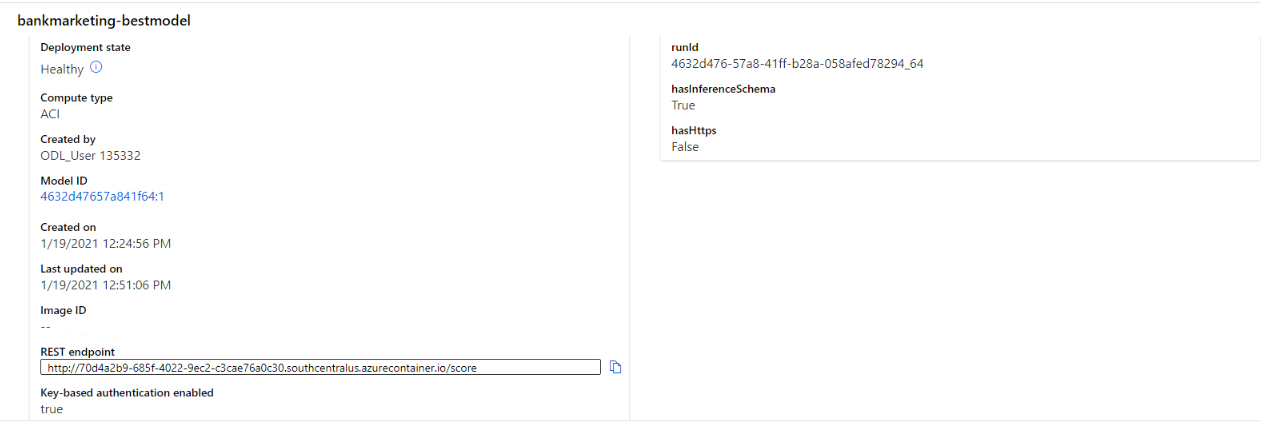 bankmarketing-bestmodel
Deployment state
Healthy
Compute type
ACI
Created by
ODL_User 135332
Model ID
4632d47657a841f64:1
Created on
1/19/2021 12:24:56 PM
Last updated on
1/19/2021 12:51:06 PM
Image ID
--
REST endpoint
http://70d4a2b9-685f-4022-9ec2-c3cae76a0c30.southcentralus.azurecontainer.io/score
Key-based authentication enabled
true
runId
4632d476-57a8-41ff-b28a-058afed78294_64
hasInferenceSchema
True
hasHttps
False